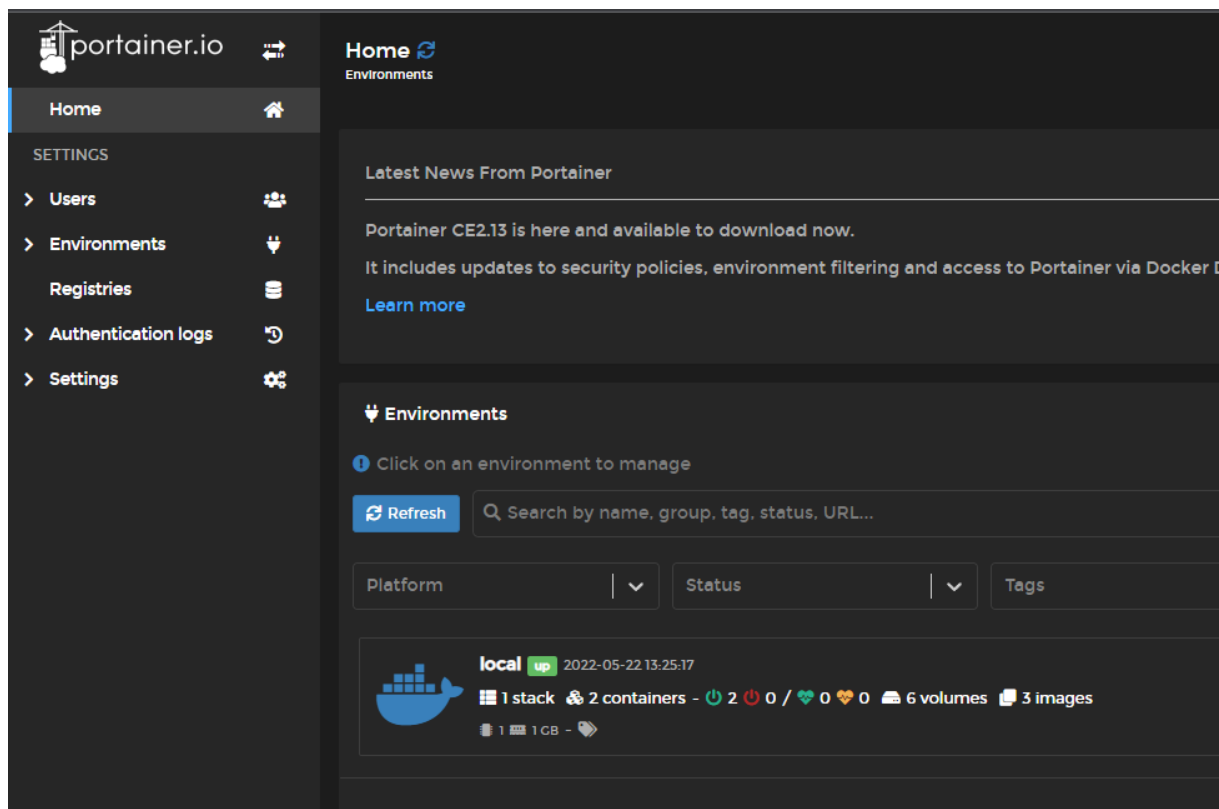 portainer.io
Home
SETTINGS
Users
Environments
Registries
Authentication logs
Settings
Home
Environments
Latest News From Portainer
Portainer CE2.13 is here and available to download now.
It includes updates to security policies, environment filtering and access to Portainer via Docker
Learn more
Environments
Click on an environment to manage
Refresh Search by name, group, tag, status, URL...
Platform Status Tags
local up 2022-05-22 13:25:17
1 stack 2 containers - 2 0 / 0 0 6 volumes 3 images
1 1 GB -